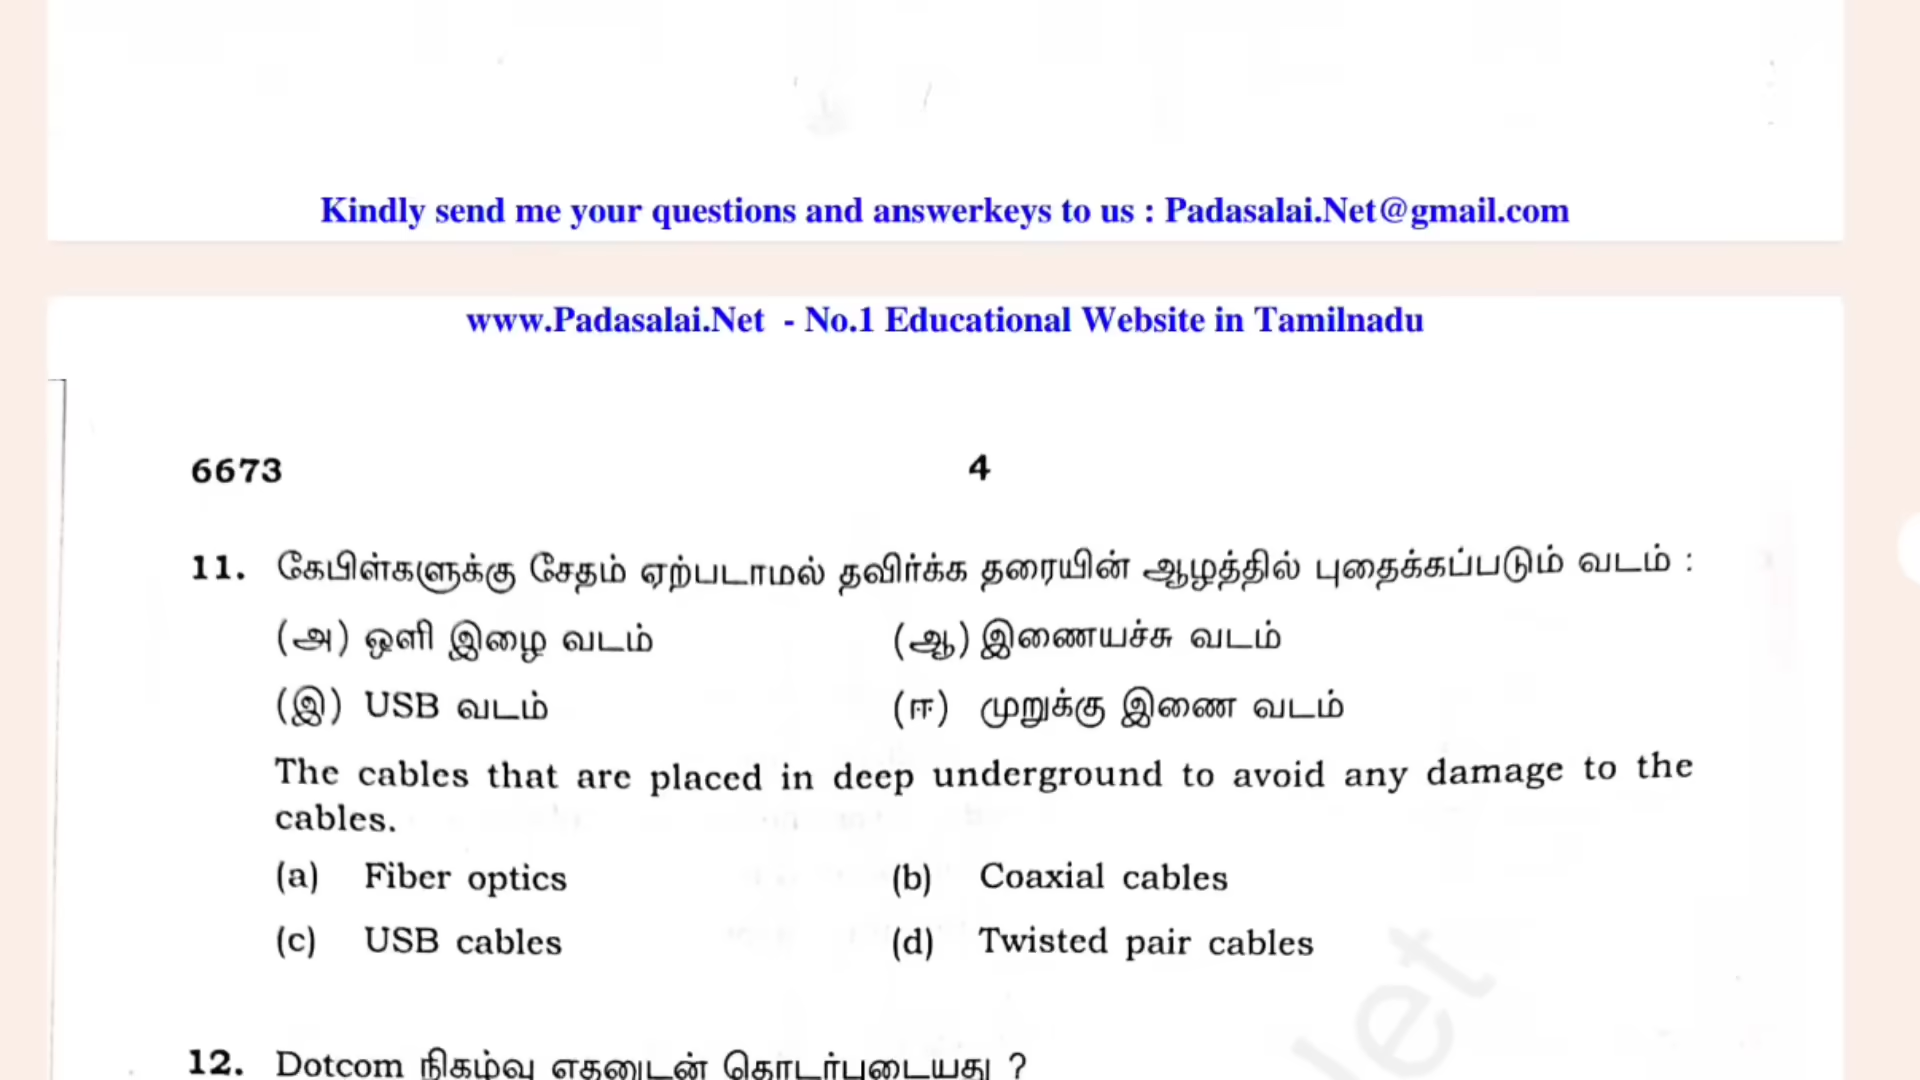 Kindly send me your questions and answerkeys to us : Padasalai.Net@gmail.com
www.Padasalai.Net - No.1 Educational Website in Tamilnadu
6673 4
11. கேபிள்களுக்கு சேதம் ஏற்படாமல் தவிர்க்க தரையின் ஆழத்தில் புதைக்கப்படும் வடம் :
(அ) ஒளி இழை வடம் (ஆ) இணையச்சு வடம்
(இ) USB வடம் (ஈ) முறுக்கு இணை வடம்
The cables that are placed in deep underground to avoid any damage to the
cables.
(a) Fiber optics (b) Coaxial cables
(c) USB cables (d) Twisted pair cables
12. Dotcom நிகழ்வு எதனுடன் தொடர்புடையது ?